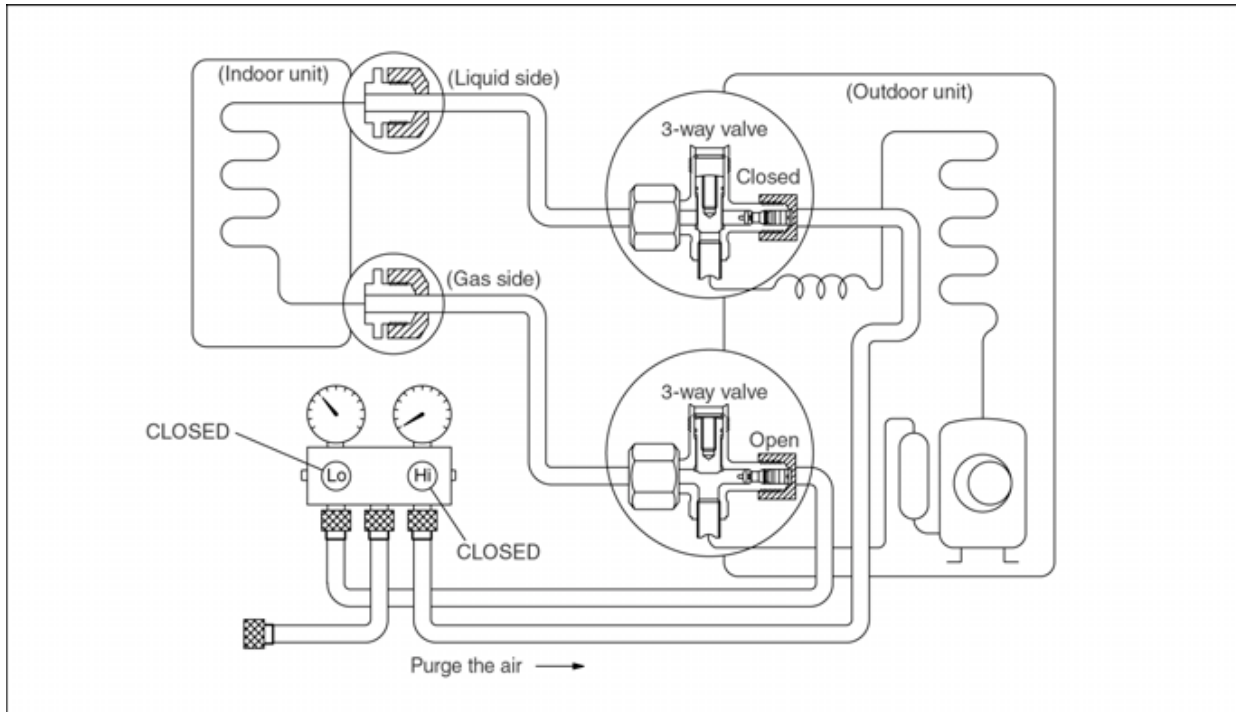 (Indoor unit)
(Liquid side)
(Outdoor unit)
3-way valve
Closed
(Gas side)
3-way valve
CLOSED
Open
Lo
Hi
CLOSED
Purge the air